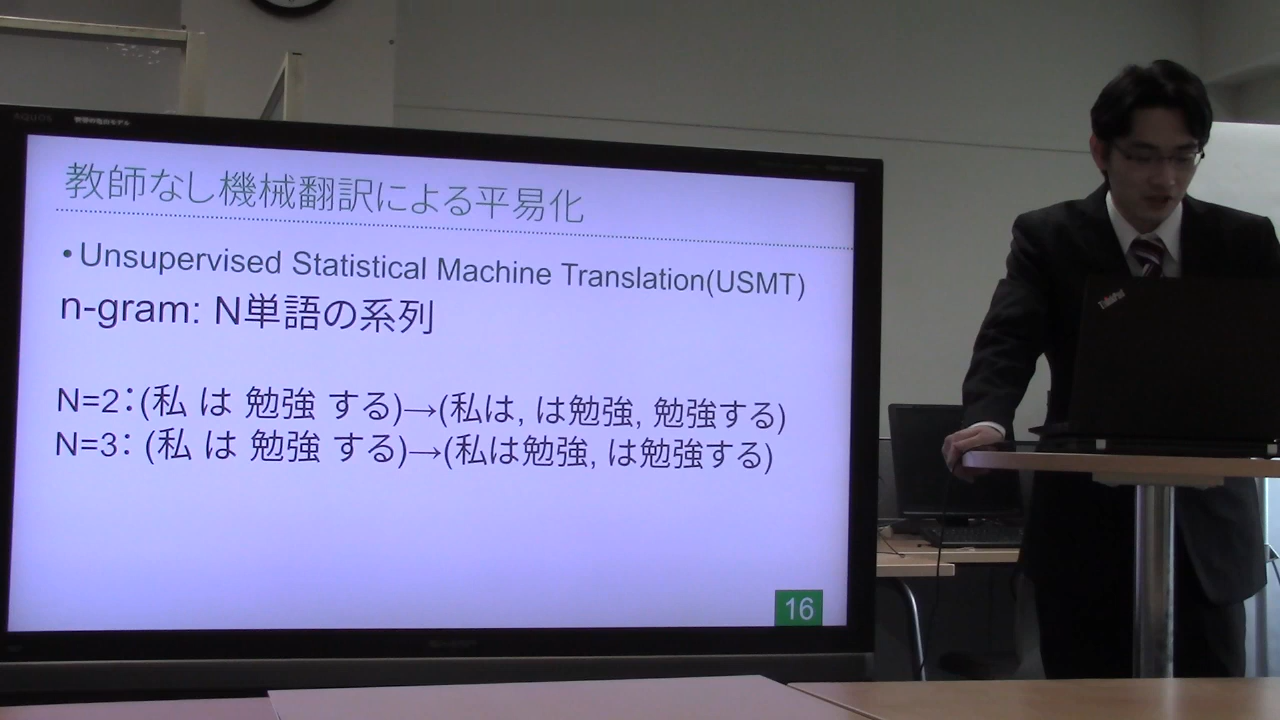 AQUOS
教師なし機械翻訳による平易化
•Unsupervised Statistical Machine Translation(USMT)
n-gram: N単語の系列
N=2：(私 は 勉強 する)→(私は, は勉強, 勉強する)
N=3： (私 は 勉強 する)→(私は勉強, は勉強する)
16
ThinkPad